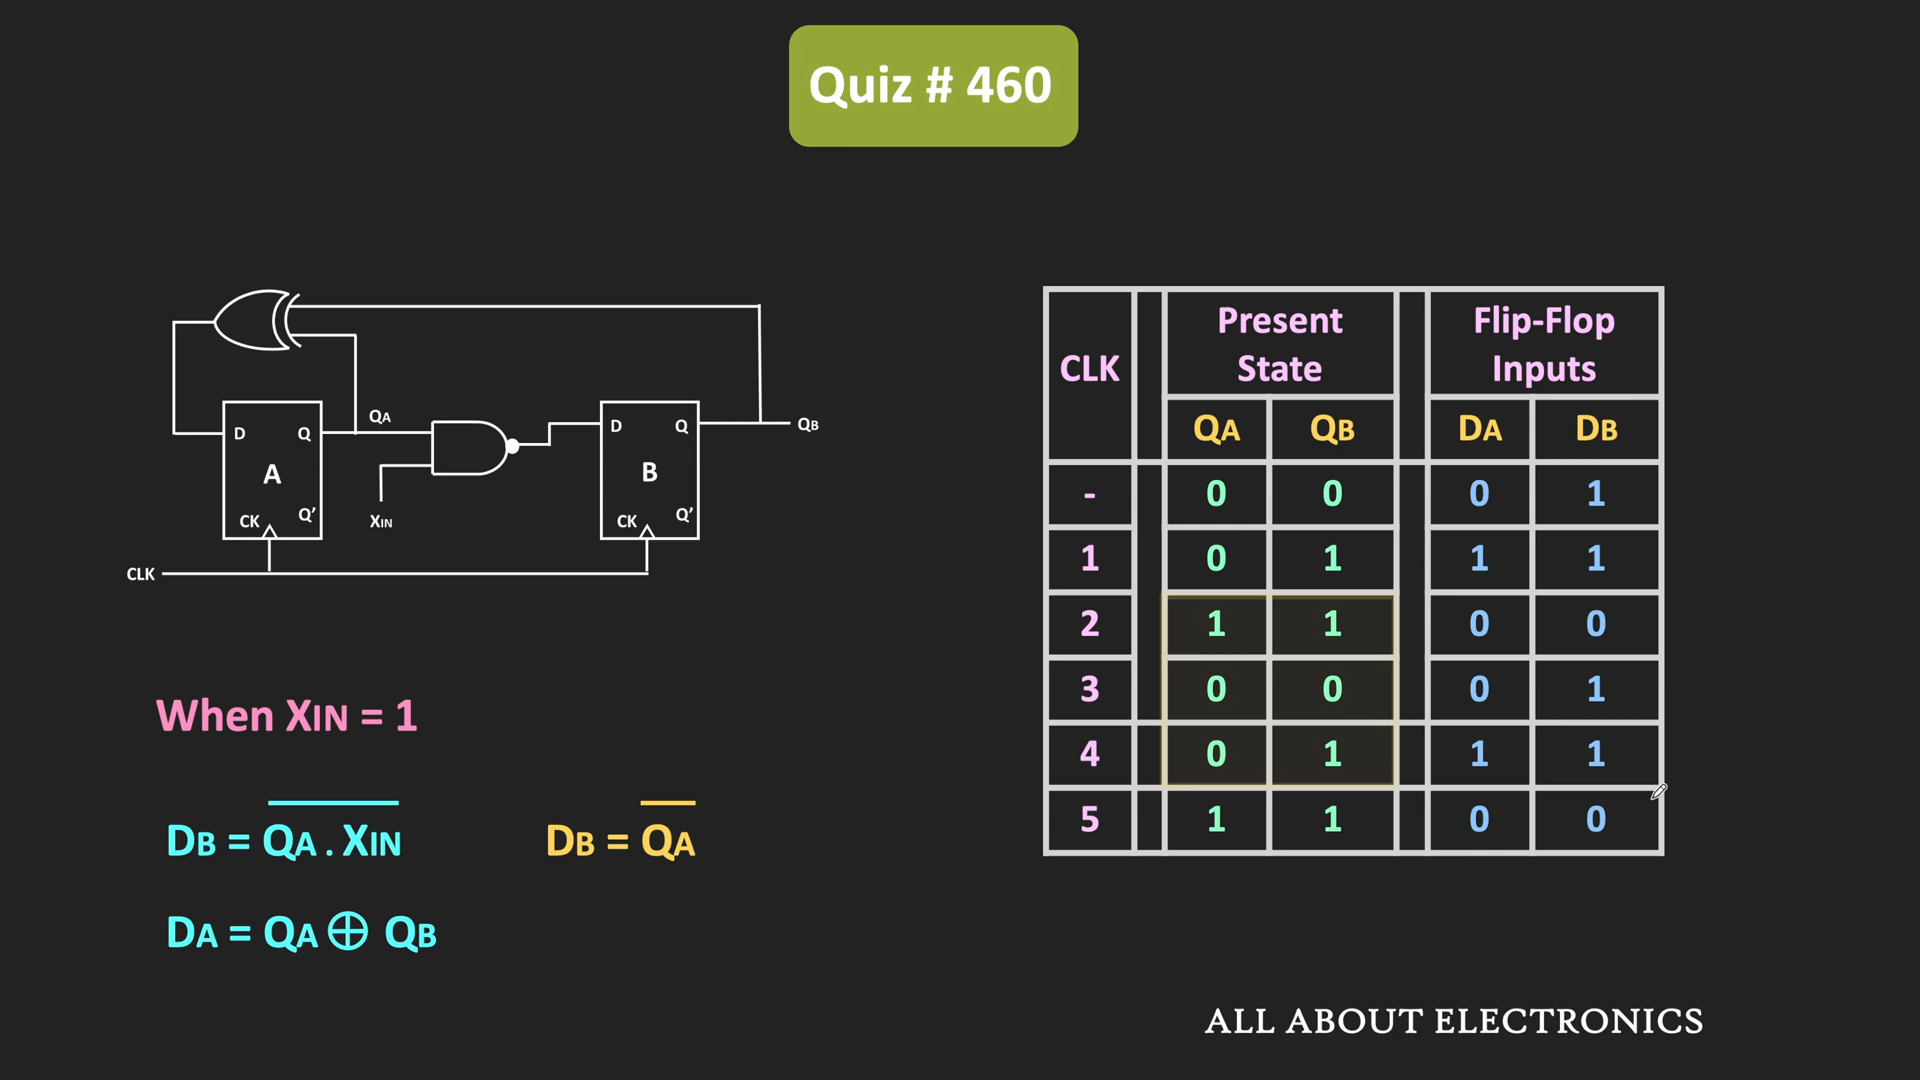 Quiz # 460
QA
QB
D Q
A
CK Q’
XIN
D Q
B
CK Q’
CLK
When XIN = 1
DB = \overline{QA . XIN}
DB = \overline{QA}
DA = QA ⊕ QB
CLK Present State Flip-Flop Inputs
QA QB DA DB
- 0 0 0 1
1 0 1 1 1
2 1 1 0 0
3 0 0 0 1
4 0 1 1 1
5 1 1 0 0
ALL ABOUT ELECTRONICS